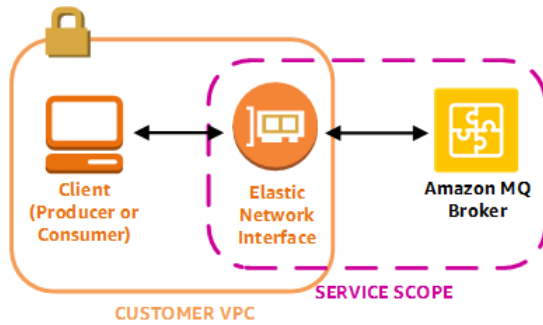 Client
(Producer or
Consumer)
Elastic
Network
Interface
Amazon MQ
Broker
SERVICE SCOPE
CUSTOMER VPC